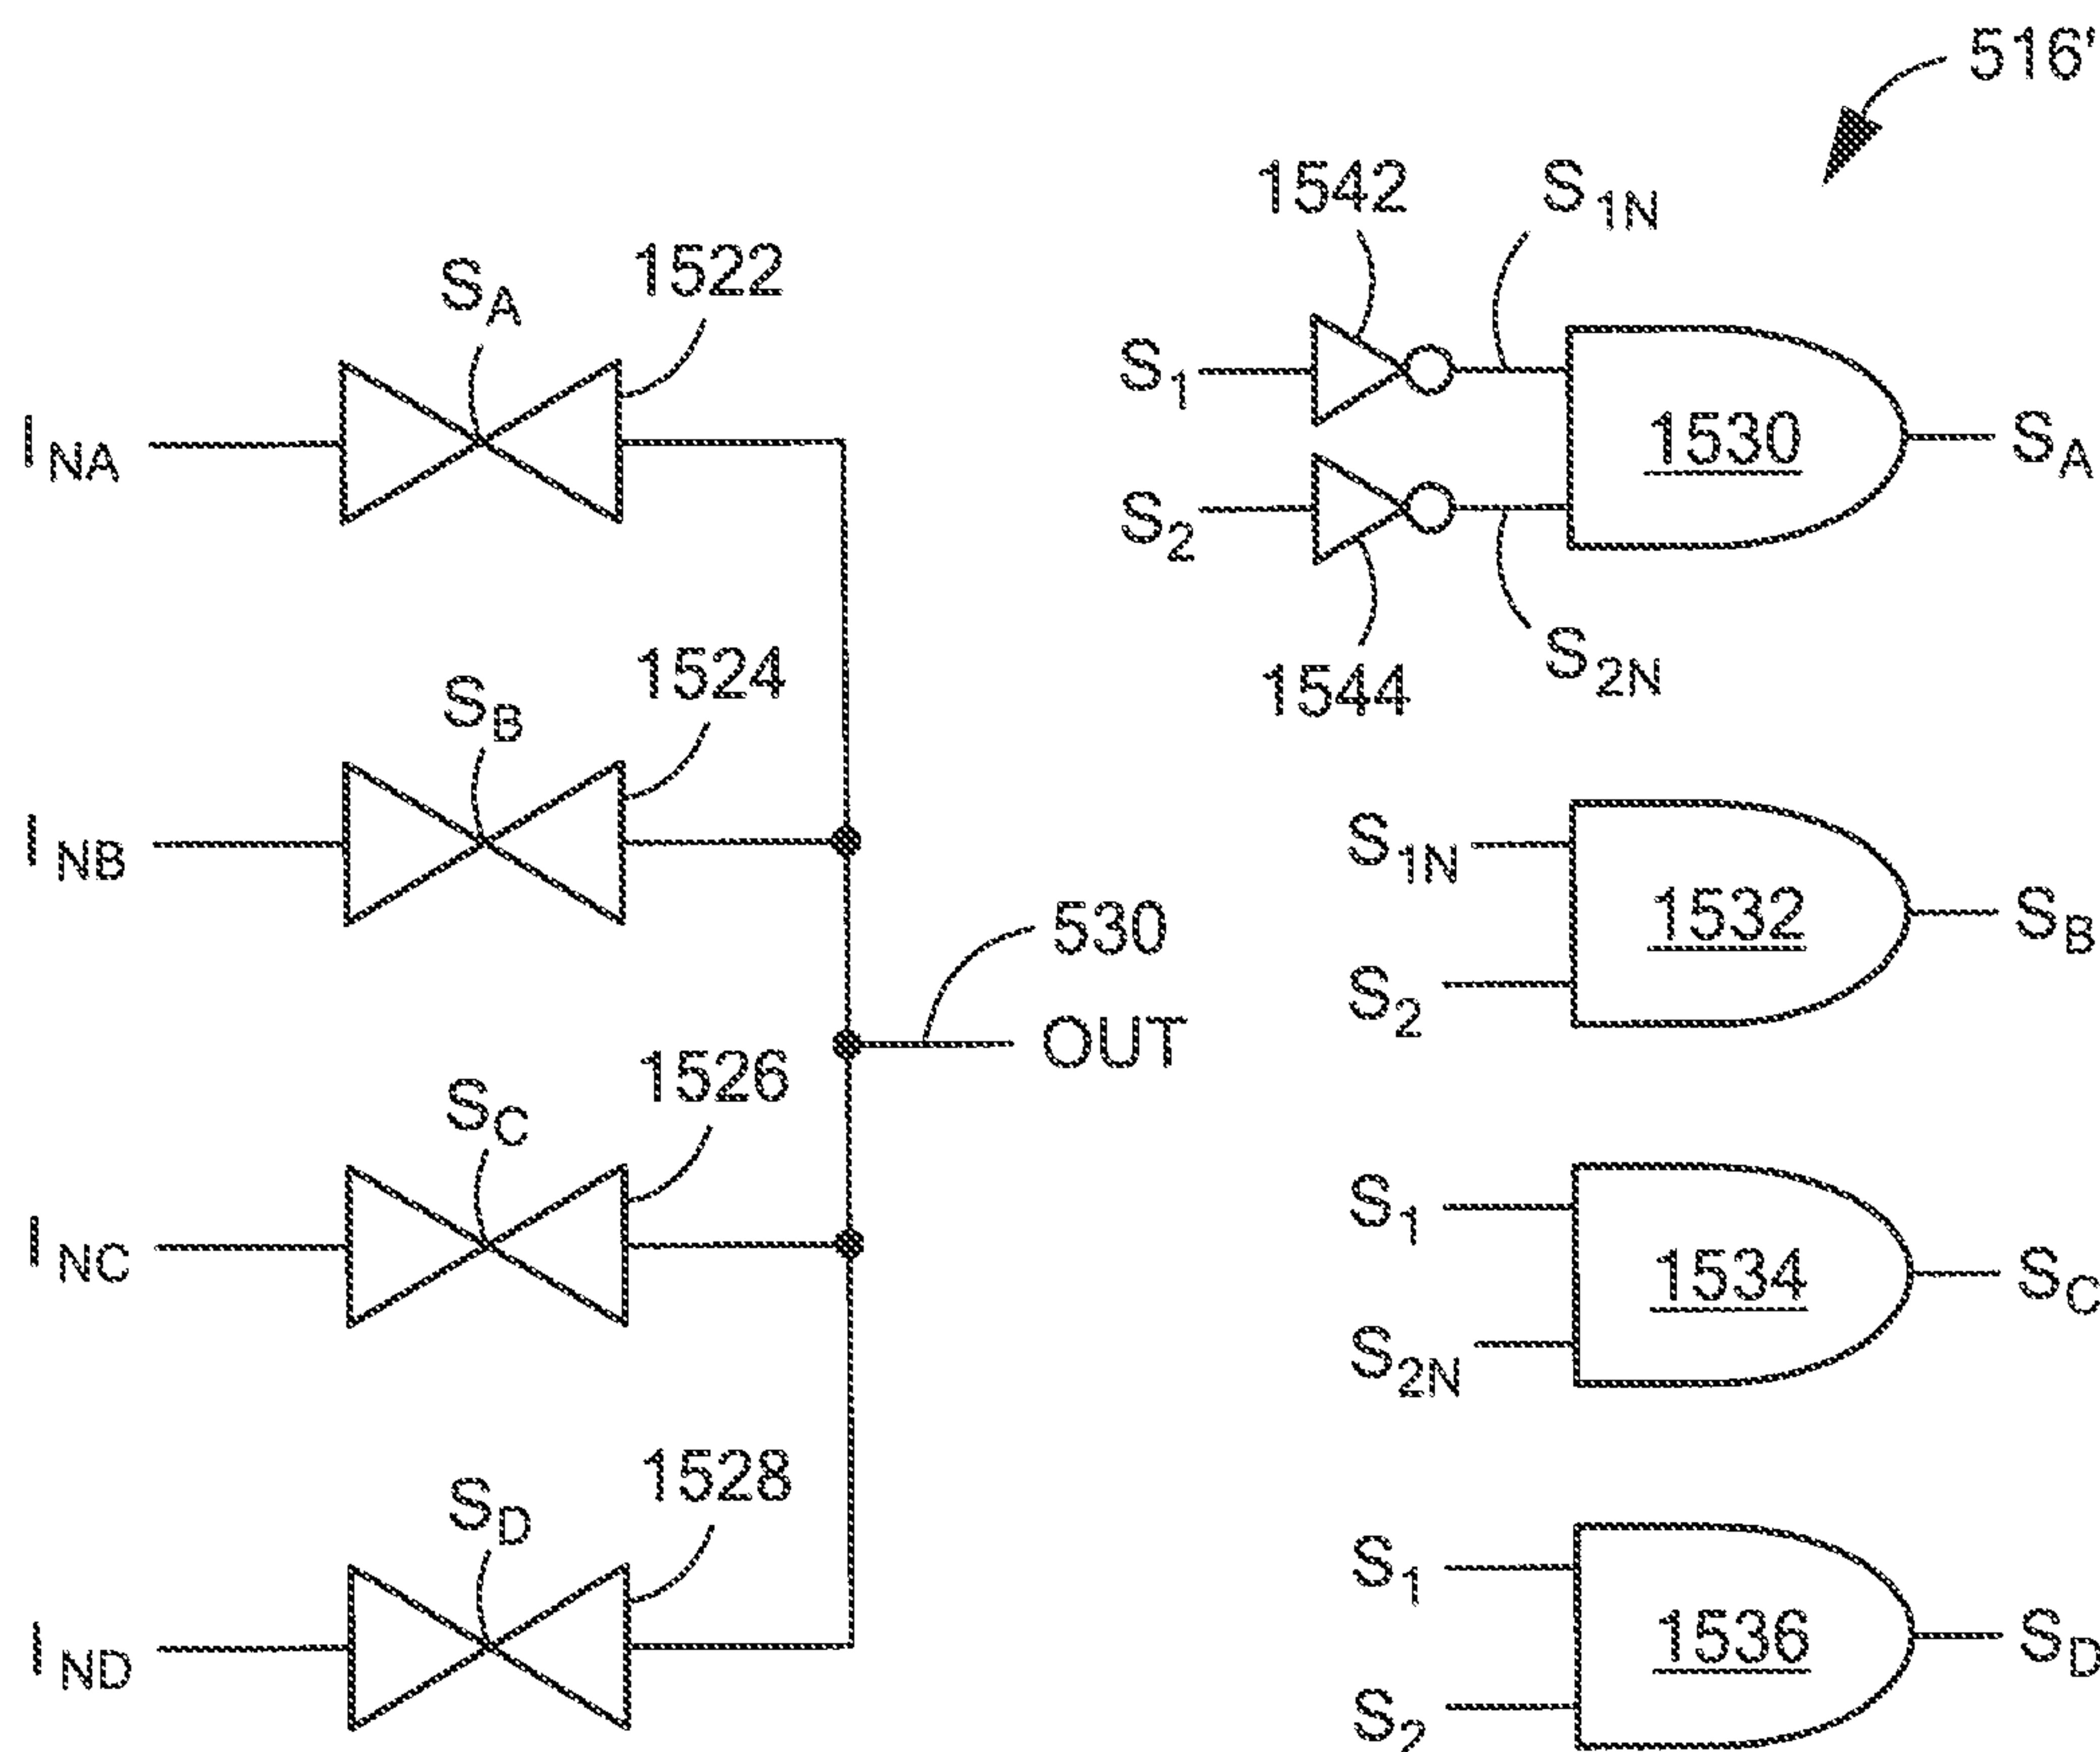 516'
S1N
1542
SA
1522
S1
INA
1530
SA
S2
S2N
1544
SB
1524
INB
S1N
1532
SB
S2
530
OUT
SC
1526
INC
S1
1534
SC
S2N
SD
1528
IND
S1
1536
SD
S2